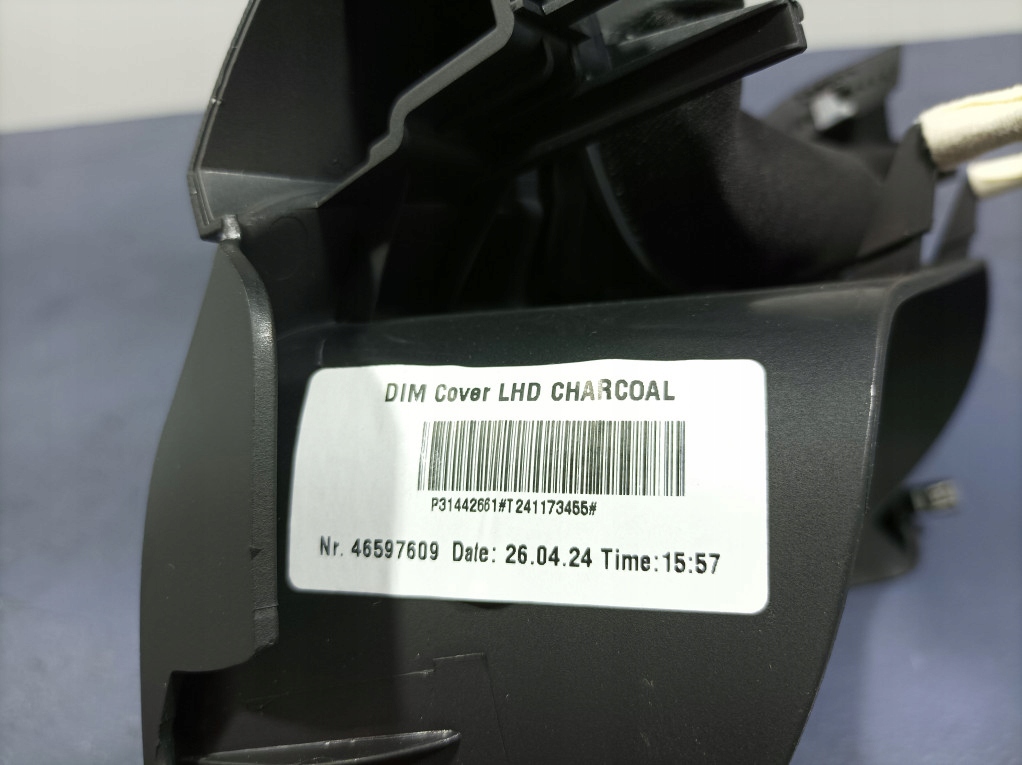 DIM Cover LHD CHARCOAL
P31442661#T241173455#
Nr. 46597609 Date: 26.04.24 Time:15:57